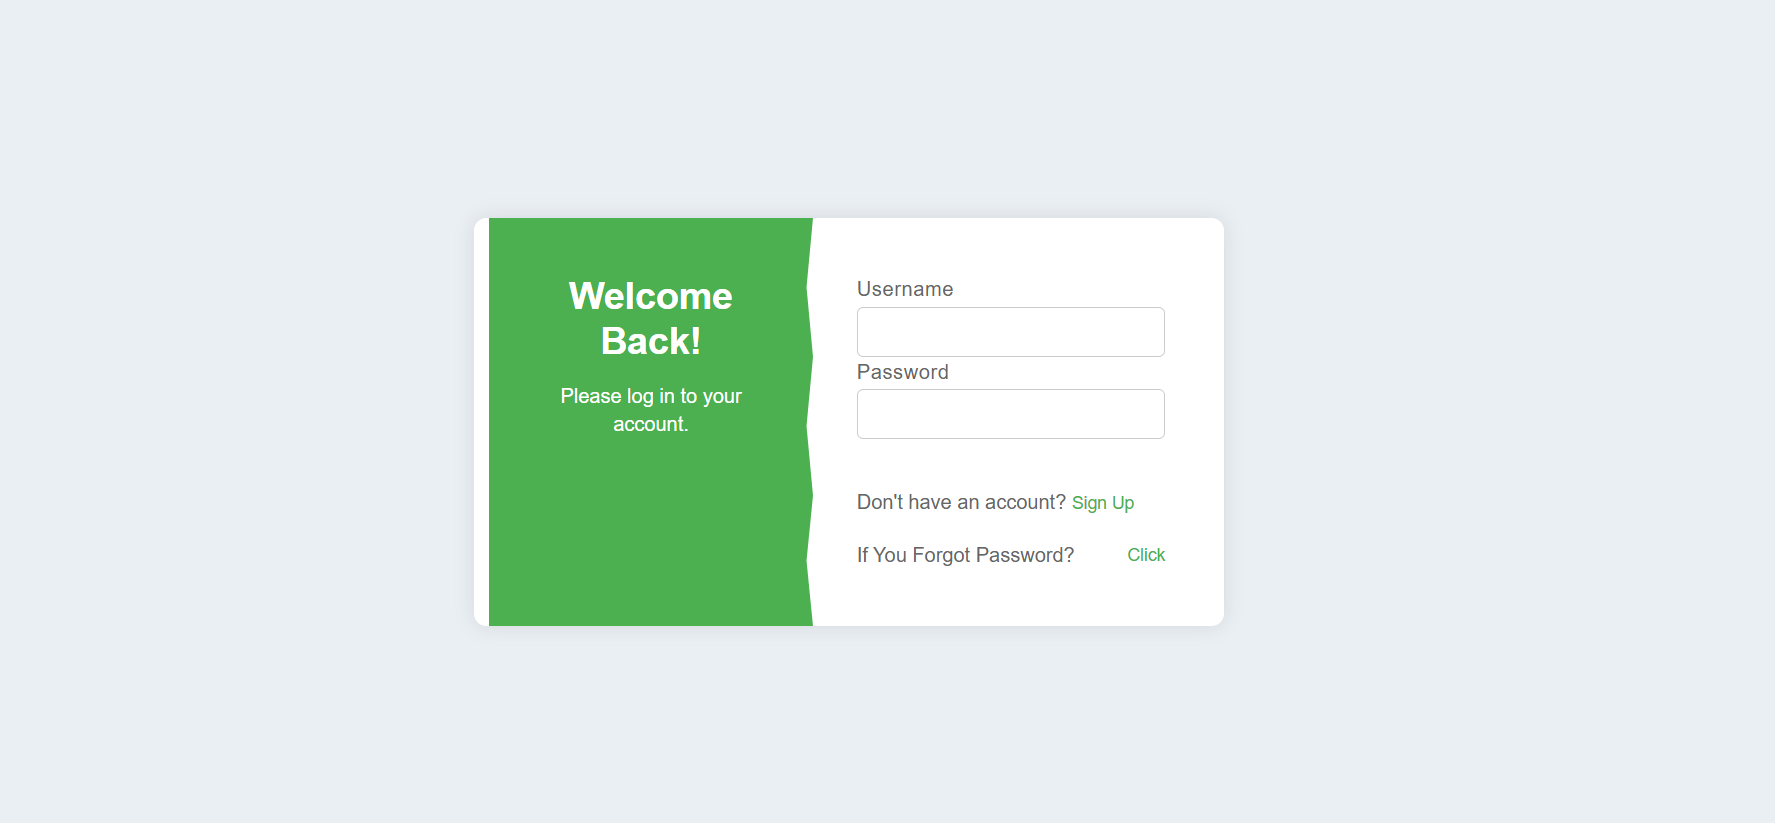 Welcome
Back!
Please log in to your
account.
Username
Password
Don't have an account? Sign Up
If You Forgot Password? Click